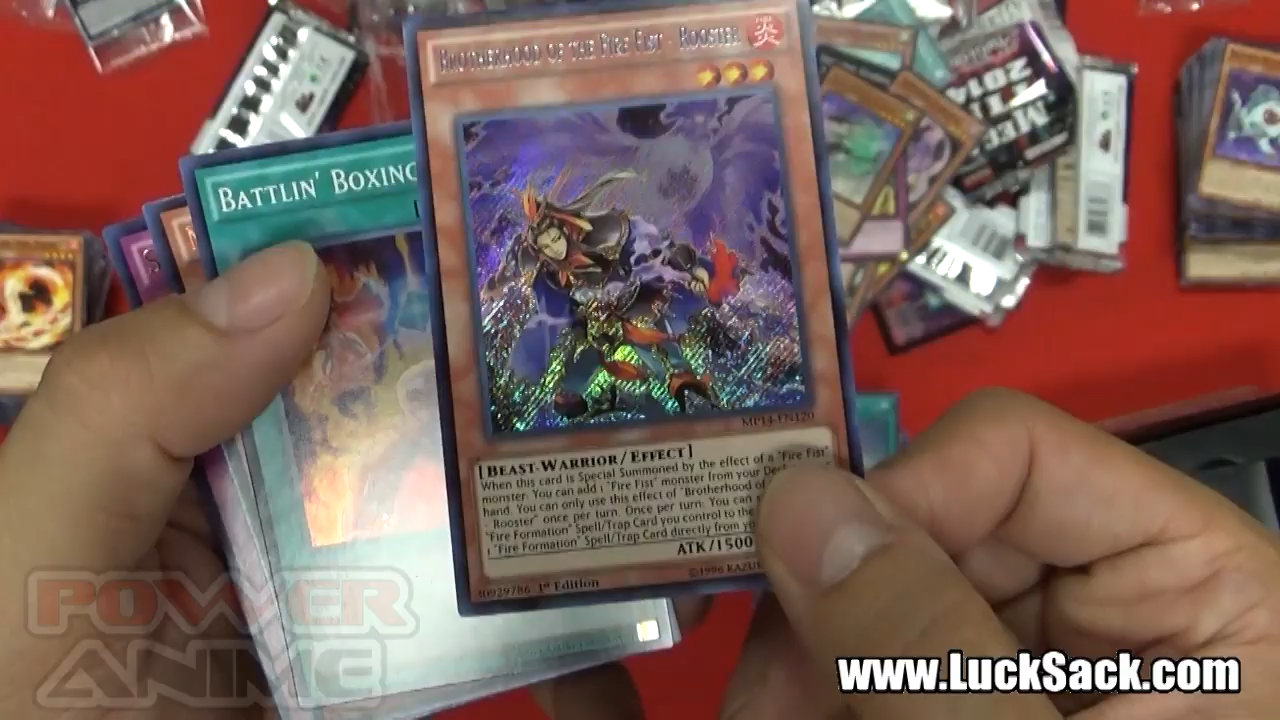 BROTHERHOOD OF THE FIRE FIST - ROOSTER
炎
BATTLIN' BOXING
MP14-EN120
[BEAST-WARRIOR/EFFECT]
When this card is Special Summoned by the effect of a "Fire Fist"
monster: You can add 1 "Fire Fist" monster from your Deck
hand. You can only use this effect of "Brotherhood of
- Rooster" once per turn. Once per turn: You can
"Fire Formation" Spell/Trap Card you control to the
1 "Fire Formation" Spell/Trap Card directly from yo
ATK/1500
30929786 1st Edition
©1996 KAZU
2014
POWER
ANIME
www.LuckSack.com